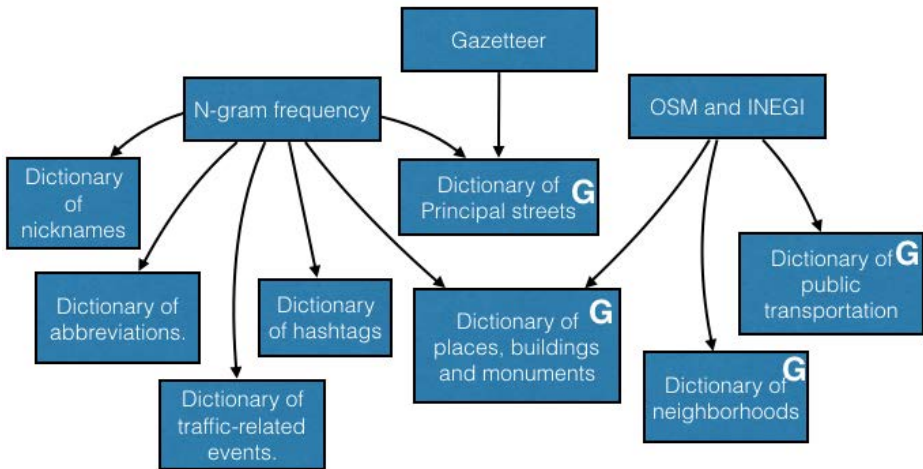 Gazetteer
N-gram frequency
OSM and INEGI
Dictionary
of
nicknames
Dictionary of G
Principal streets
Dictionary of
abbreviations.
Dictionary
of hashtags
Dictionary of G
places, buildings
and monuments
Dictionary of G
public
transportation
Dictionary of
traffic-related
events.
Dictionary of G
neighborhoods